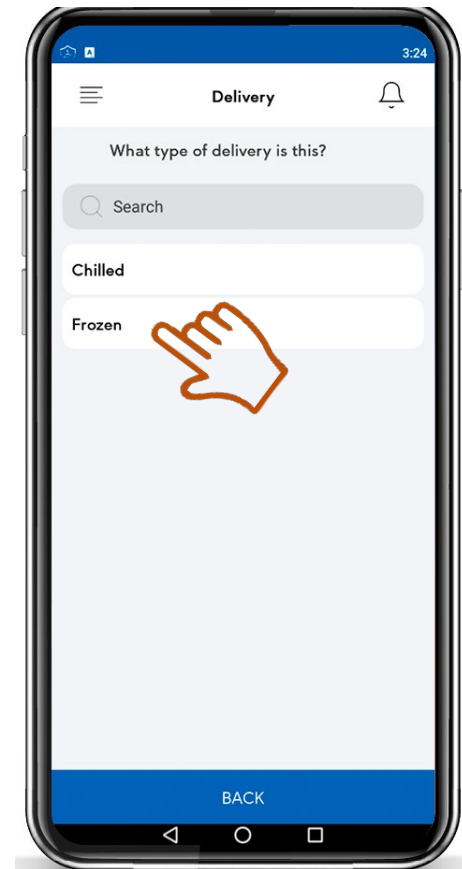 3:24
Delivery
What type of delivery is this?
Search
Chilled
Frozen
BACK